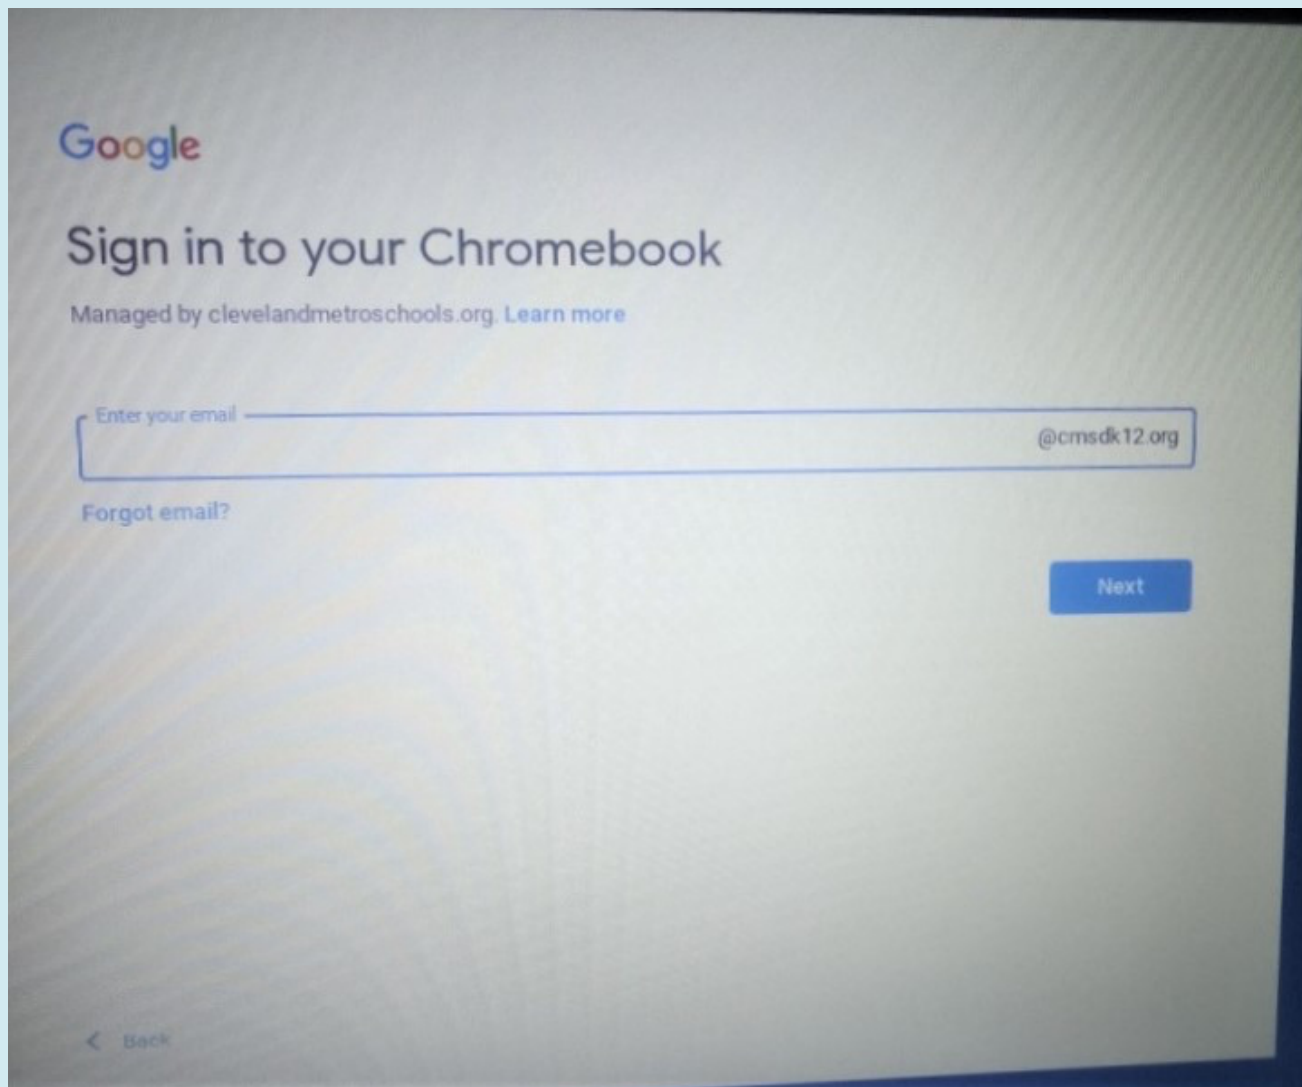 Google
Sign in to your Chromebook
Managed by clevelandmetroschools.org. Learn more
Enter your email
@cmsdk12.org
Forgot email?
Next
Back